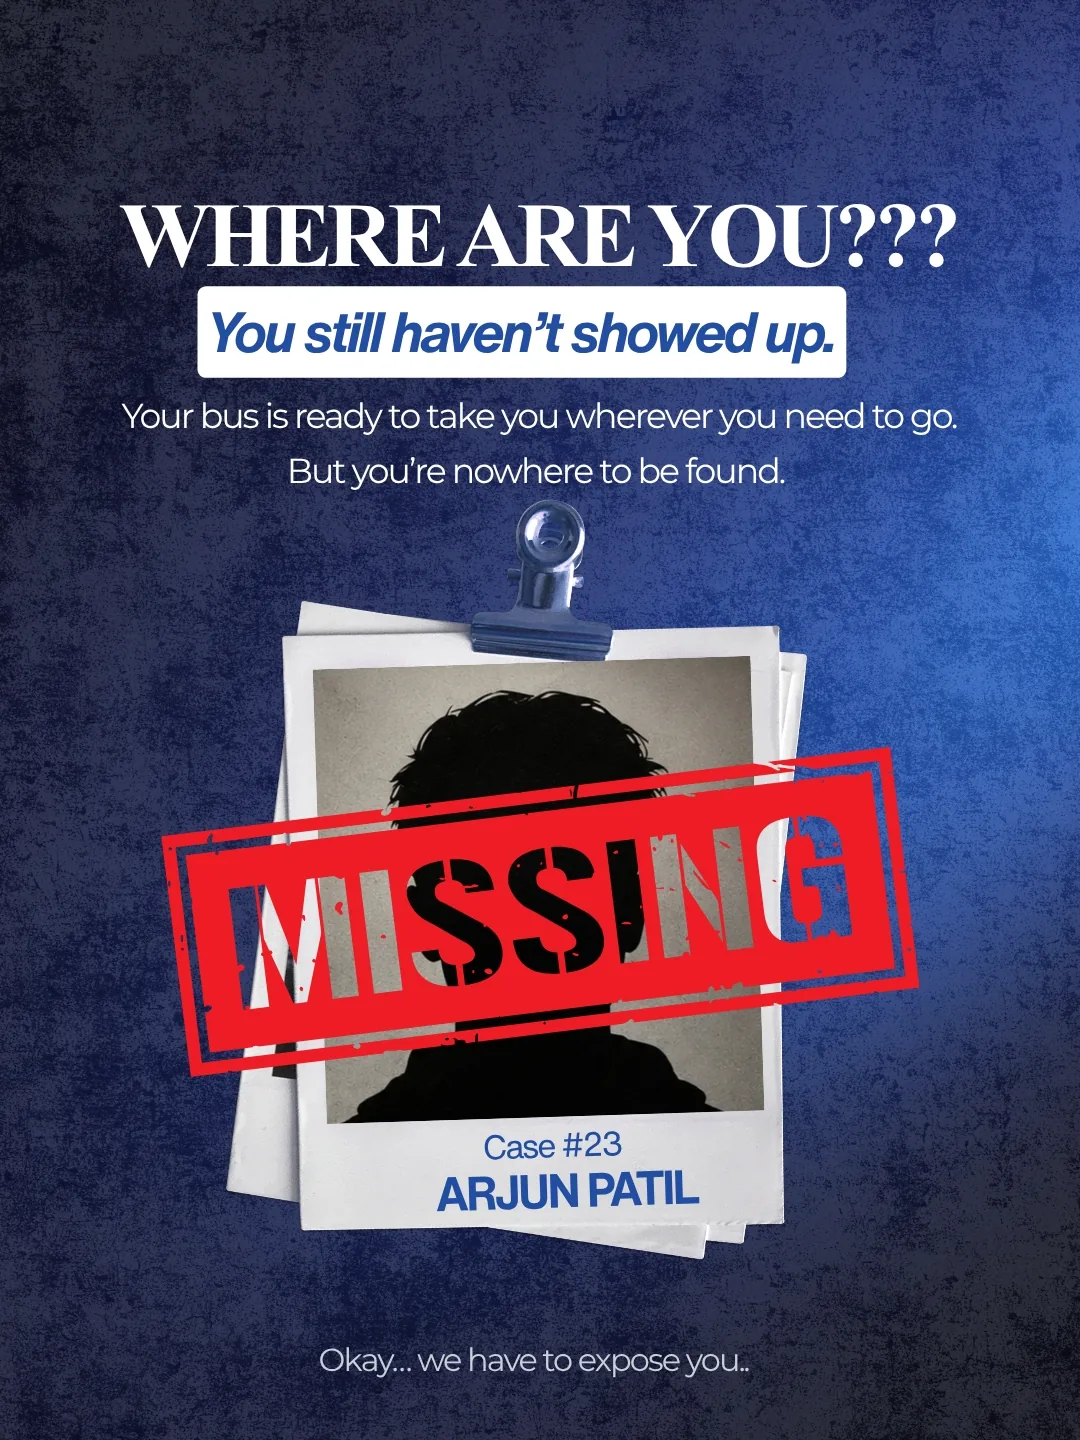 WHERE ARE YOU???
You still haven’t showed up.
Your bus is ready to take you wherever you need to go.
But you’re nowhere to be found.
MISSING
Case #23
ARJUN PATIL
Okay... we have to expose you..